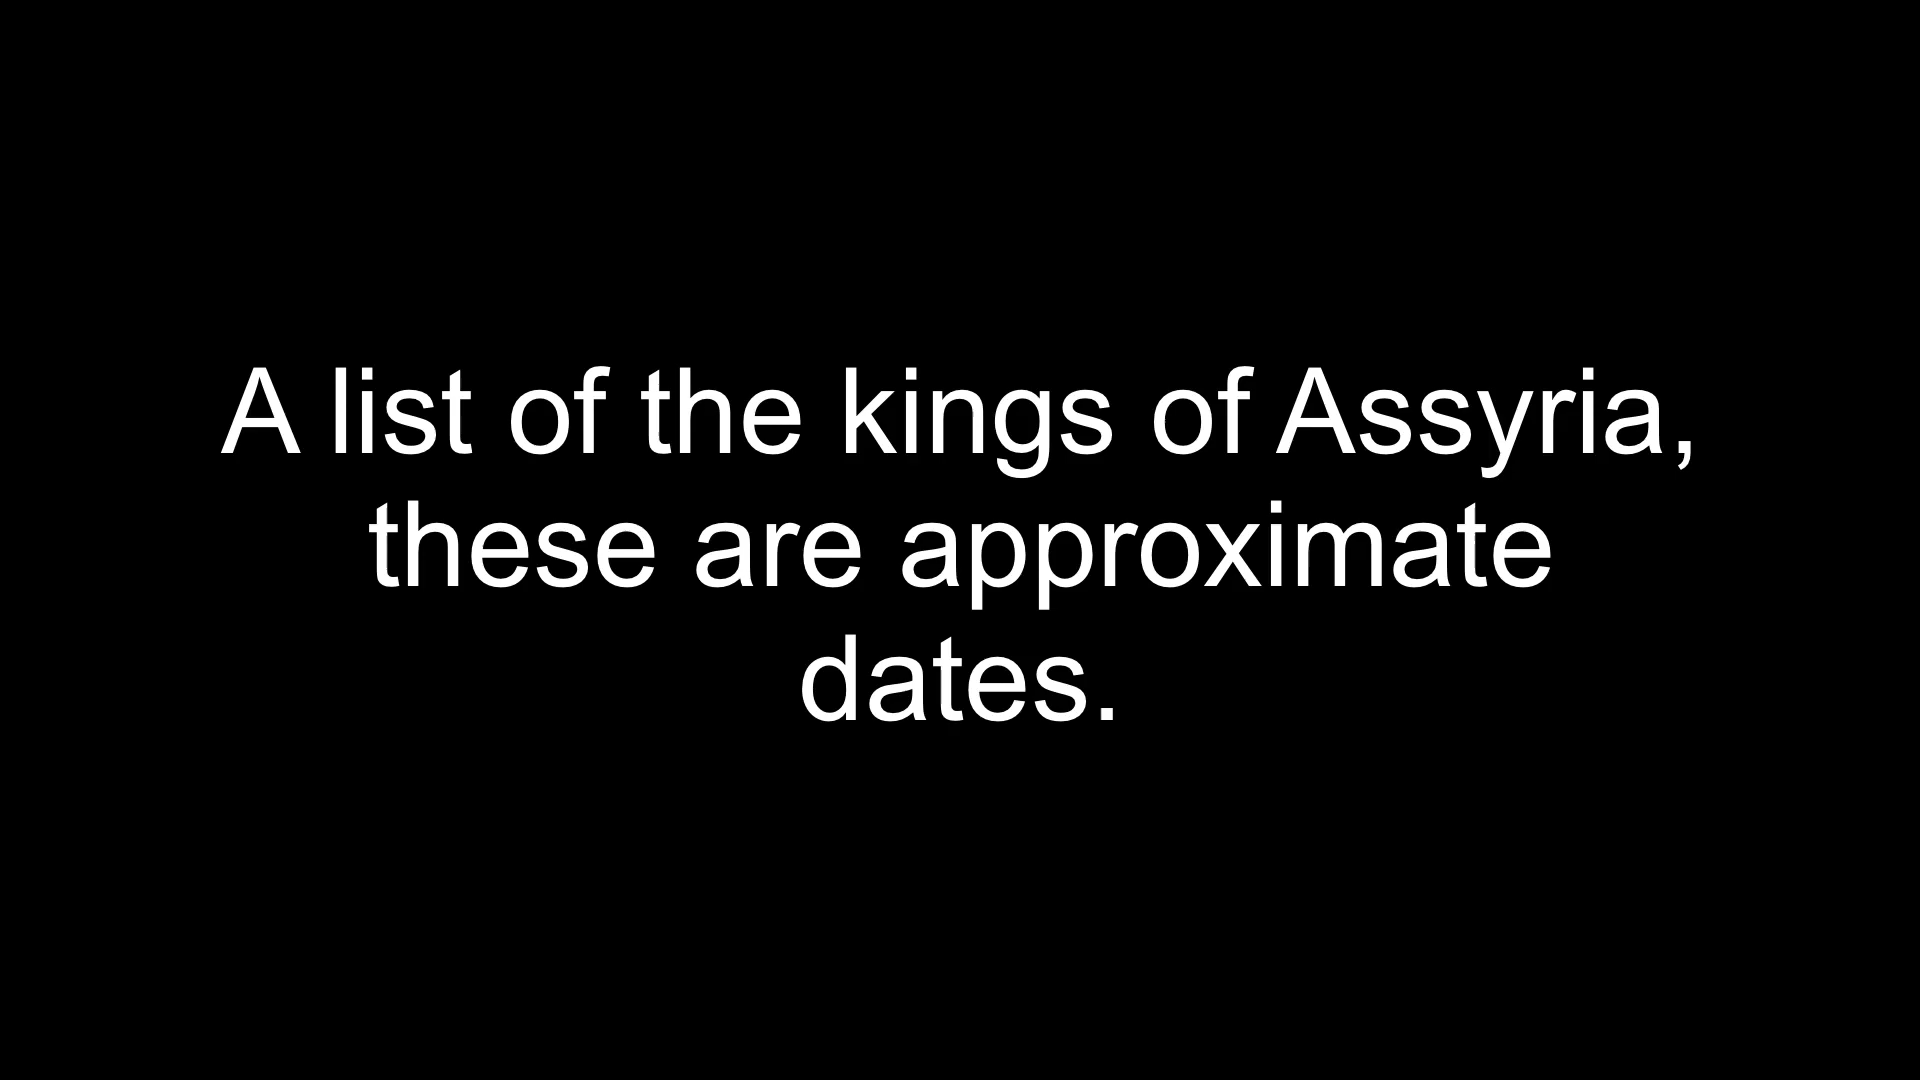 A list of the kings of Assyria,
these are approximate
dates.